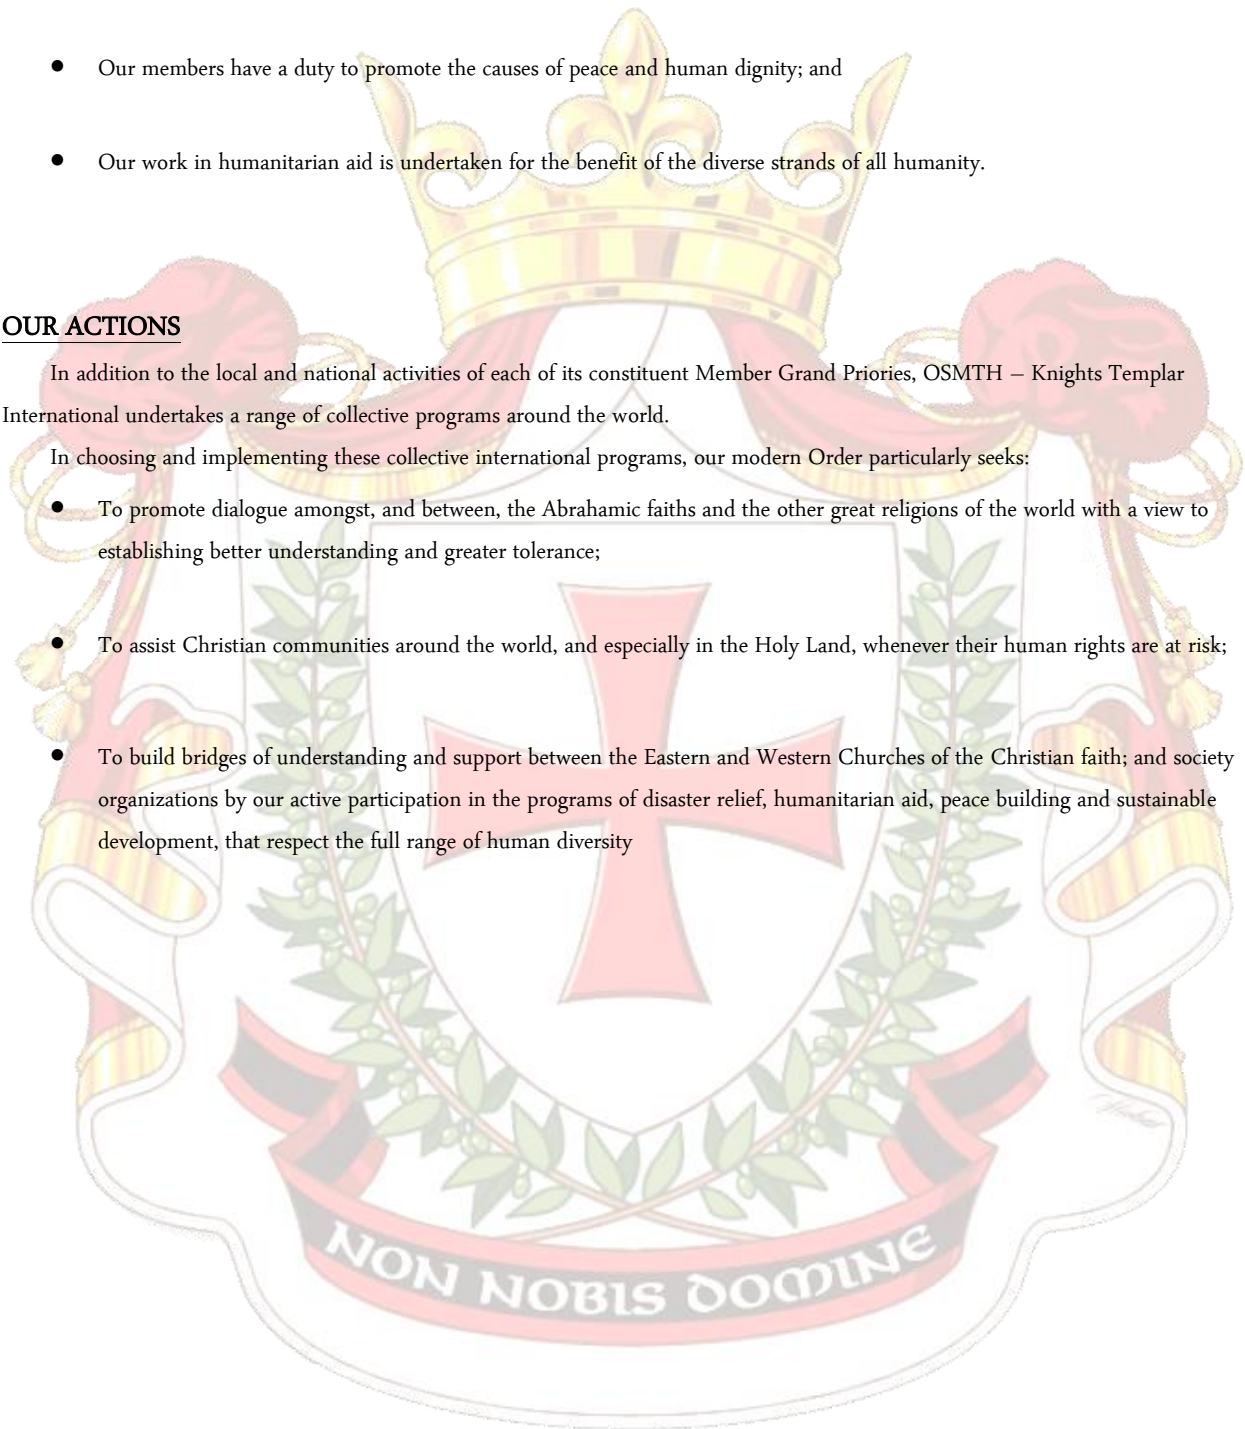 • Our members have a duty to promote the causes of peace and human dignity; and
• Our work in humanitarian aid is undertaken for the benefit of the diverse strands of all humanity.
OUR ACTIONS
In addition to the local and national activities of each of its constituent Member Grand Priories, OSMTH – Knights Templar
International undertakes a range of collective programs around the world.
In choosing and implementing these collective international programs, our modern Order particularly seeks:
• To promote dialogue amongst, and between, the Abrahamic faiths and the other great religions of the world with a view to
establishing better understanding and greater tolerance;
• To assist Christian communities around the world, and especially in the Holy Land, whenever their human rights are at risk;
• To build bridges of understanding and support between the Eastern and Western Churches of the Christian faith; and society
organizations by our active participation in the programs of disaster relief, humanitarian aid, peace building and sustainable
development, that respect the full range of human diversity
NON NOBIS DOMINE